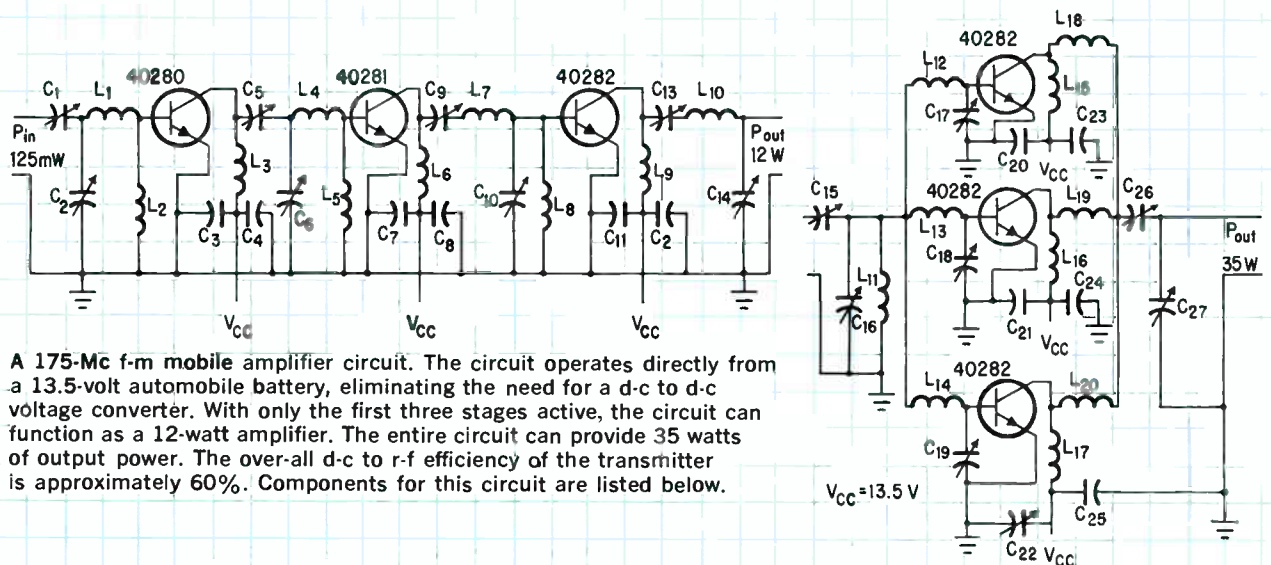 40280
40281
40282
C1
L1
C5
L4
C9
L7
C13
L10
Pin
125mW
Pout
12 W
C2
L2
L3
C3
C4
C6
L5
L6
C7
C8
C10
L8
L9
C11
C2
C14
VCC
VCC
VCC
A 175-Mc f-m mobile amplifier circuit. The circuit operates directly from
a 13.5-volt automobile battery, eliminating the need for a d-c to d-c
voltage converter. With only the first three stages active, the circuit can
function as a 12-watt amplifier. The entire circuit can provide 35 watts
of output power. The over-all d-c to r-f efficiency of the transmitter
is approximately 60%. Components for this circuit are listed below.
L18
40282
L12
L15
C17
C23
C20
VCC
40282
C15
L19
C26
L13
Pout
35 W
C18
L16
L11
C24
C16
C21
VCC
C27
40282
L14
L20
C19
L17
VCC=13.5 V
C25
C22
VCC